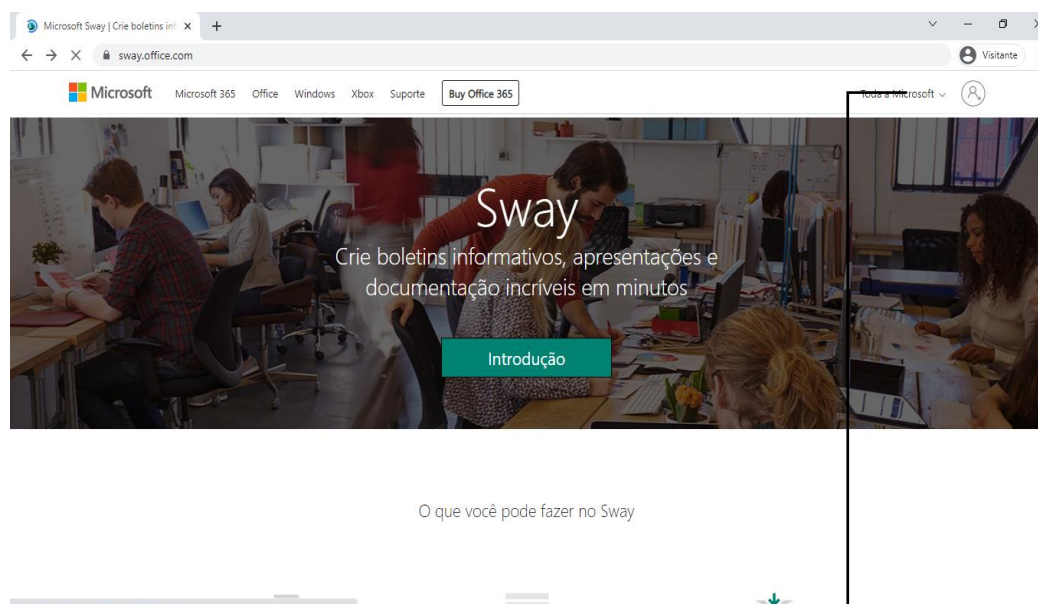 Microsoft Sway | Crie boletins inf
sway.office.com
Visitante
Microsoft
Microsoft 365
Office
Windows
Xbox
Suporte
Buy Office 365
Toda a Microsoft
Sway
Crie boletins informativos, apresentações e
documentação incríveis em minutos
Introdução
O que você pode fazer no Sway